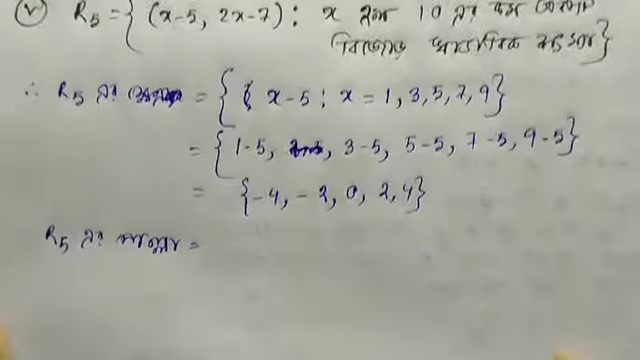 (v) R₅ = { (x-5, 2x-7) : x হল 10 এর কম যেকোনো
বিজোড় স্বাভাবিক সংখ্যা}
∴ R₅ এর = { x-5 : x = 1, 3, 5, 7, 9}
= {1-5, 3-5, 5-5, 7-5, 9-5}
= {-4, -2, 0, 2, 4}
R₅ এর =